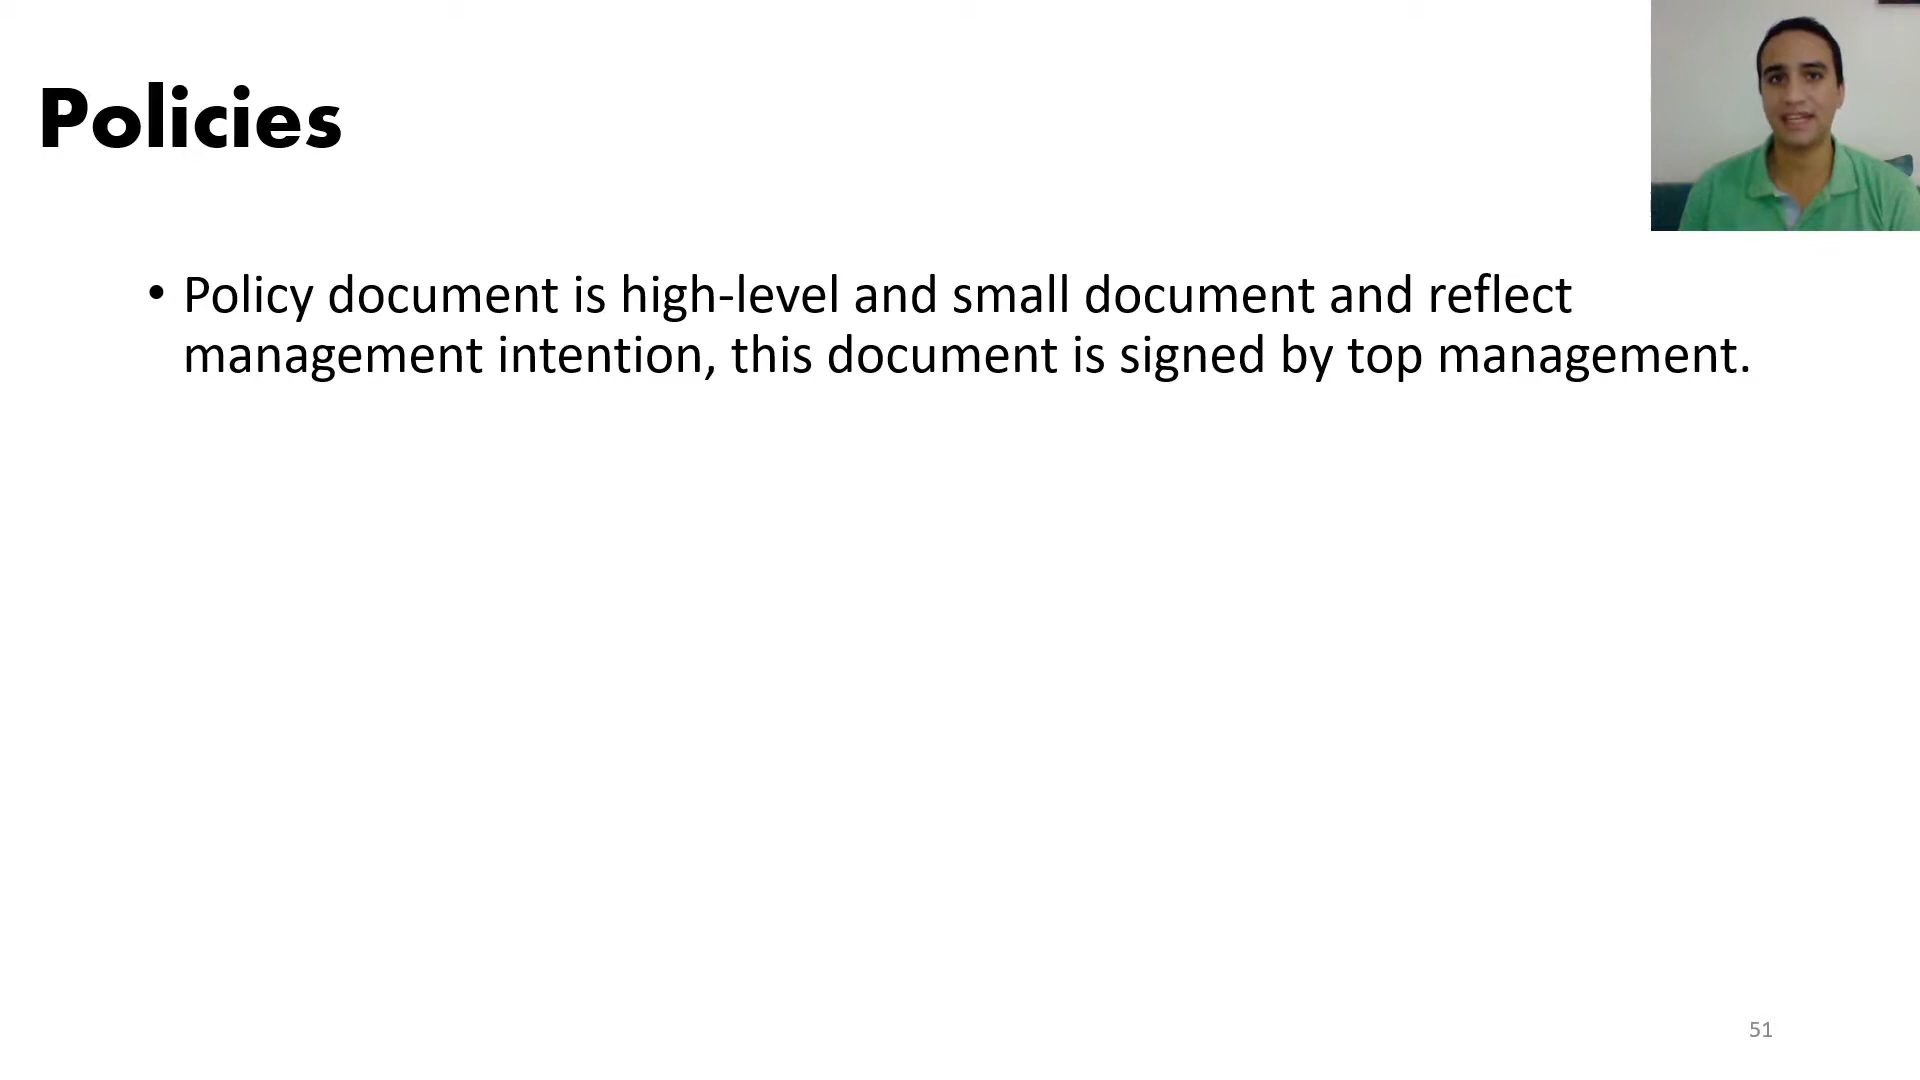 Policies
• Policy document is high-level and small document and reflect
management intention, this document is signed by top management.
51